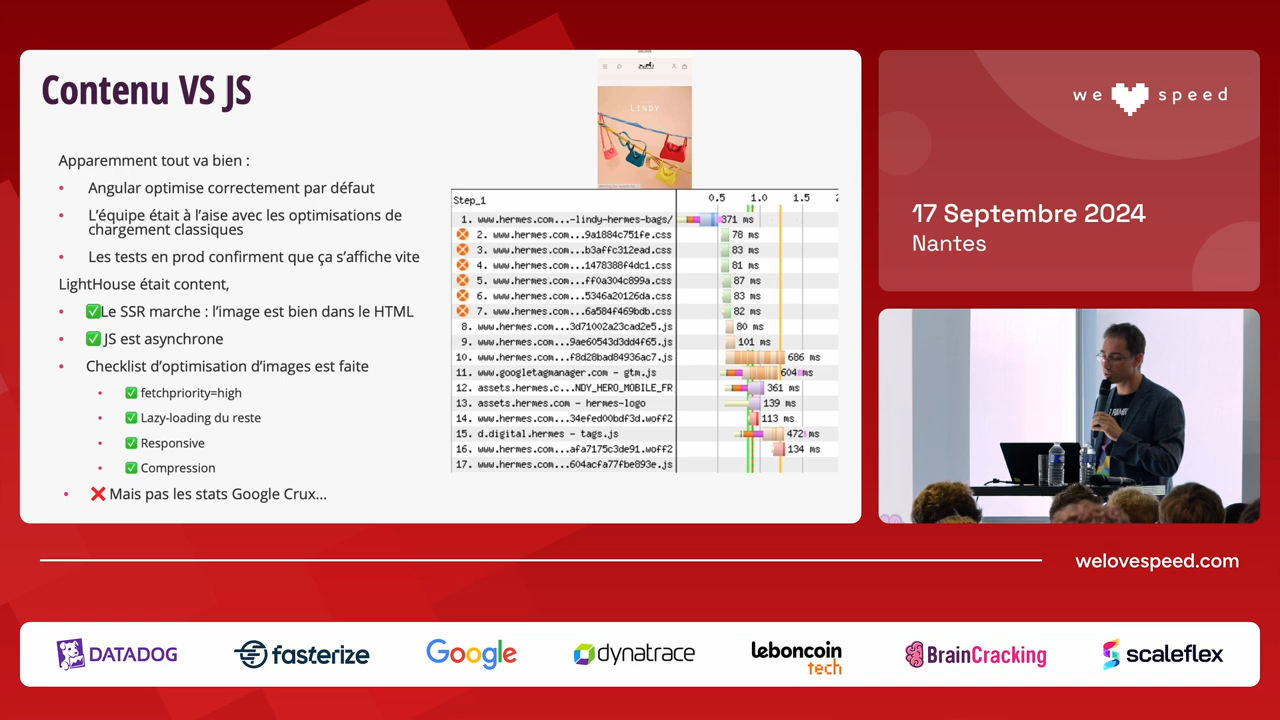 Contenu VS JS
Apparemment tout va bien :
• Angular optimise correctement par défaut
• L'équipe était à l'aise avec les optimisations de
chargement classiques
• Les tests en prod confirment que ça s'affiche vite
LightHouse était content,
• ✅Le SSR marche : l'image est bien dans le HTML
• ✅ JS est asynchrone
• Checklist d'optimisation d'images est faite
• ✅ fetchpriority=high
• ✅ Lazy-loading du reste
• ✅ Responsive
• ✅ Compression
• ❌ Mais pas les stats Google Crux...
LINDY
Step_1 0.5 1.0 1.5
1. www.hermes.com...-lindy-hermes-bags/ 371 ms
2. www.hermes.com...9a1884c751fe.css 78 ms
3. www.hermes.com...b3affc312ead.css 83 ms
4. www.hermes.com...1478388f4dc1.css 81 ms
5. www.hermes.com...ff0a304c899a.css 87 ms
6. www.hermes.com...5346a20126da.css 83 ms
7. www.hermes.com...6a584f469bdb.css 82 ms
8. www.hermes.com...3d71002a23cad2e5.js 80 ms
9. www.hermes.com...9ae60543d3dd4f65.js 101 ms
10. www.hermes.com...f8d28bad84936ac7.js 686 ms
11. www.googletagmanager.com - gtm.js 604 ms
12. assets.hermes.c...NDY_HERO_MOBILE_FR 361 ms
13. assets.hermes.com - hermes-logo 139 ms
14. www.hermes.com...34efed00bdf3d.woff2 113 ms
15. d.digital.hermes - tags.js 472 ms
16. www.hermes.com...afa7175c3de91.woff2 134 ms
17. www.hermes.com...604acfa77fbe893e.js
we speed
17 Septembre 2024
Nantes
welovespeed.com
DATADOG
fasterize
Google
dynatrace
leboncoin
tech
BrainCracking
scaleflex